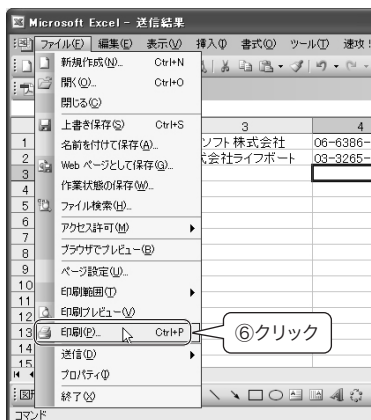 Microsoft Excel - 送信結果
ファイル(F) 編集(E) 表示(V) 挿入(I) 書式(O) ツール(T) 速攻!
新規作成(N)... Ctrl+N
開く(O)... Ctrl+O
閉じる(C)
上書き保存(S) Ctrl+S
名前を付けて保存(A)...
Web ページとして保存(G)...
作業状態の保存(W)...
ファイル検索(H)...
アクセス許可(M)
ブラウザでプレビュー(B)
ページ設定(U)...
印刷範囲(T)
印刷プレビュー(V)
印刷(P)... Ctrl+P
送信(D)
プロパティ(I)
終了(X)
3 4
1 ソフト株式会社 06-6386-
2 式会社ライフボート 03-3265-
3
4
5
6
7
8
9
10
11
12
13
14
15
⑥クリック
コマンド